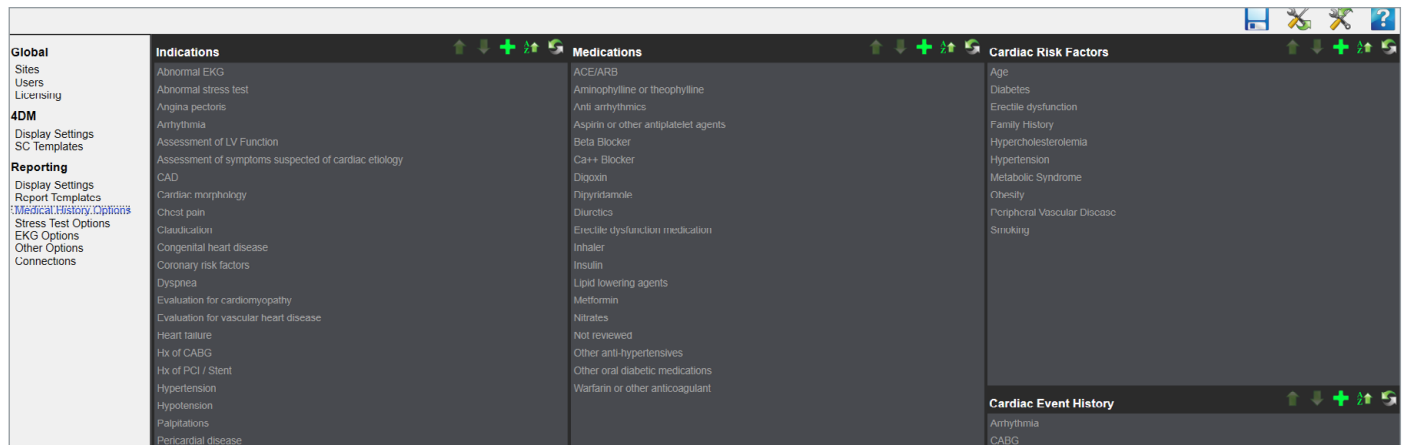 Global
Sites
Users
Licensing
4DM
Display Settings
SC Templates
Reporting
Display Settings
Report Templates
Medical History Options
Stress Test Options
EKG Options
Other Options
Connections
Indications
Abnormal EKG
Abnormal stress test
Angina pectoris
Arrhythmia
Assessment of LV Function
Assessment of symptoms suspected of cardiac etiology
CAD
Cardiac morphology
Chest pain
Claudication
Congenital heart disease
Coronary risk factors
Dyspnea
Evaluation for cardiomyopathy
Evaluation for vascular heart disease
Heart failure
Hx of CABG
Hx of PCI / Stent
Hypertension
Hypotension
Palpitations
Pericardial disease
Medications
ACE/ARB
Aminophylline or theophylline
Anti arrhythmics
Aspirin or other antiplatelet agents
Beta Blocker
Ca++ Blocker
Digoxin
Dipyridamole
Diuretics
Erectile dysfunction medication
Inhaler
Insulin
Lipid lowering agents
Metformin
Nitrates
Not reviewed
Other anti-hypertensives
Other oral diabetic medications
Warfarin or other anticoagulant
Cardiac Risk Factors
Age
Diabetes
Erectile dysfunction
Family History
Hypercholesterolemia
Hypertension
Metabolic Syndrome
Obesity
Peripheral Vascular Disease
Smoking
Cardiac Event History
Arrhythmia
CABG